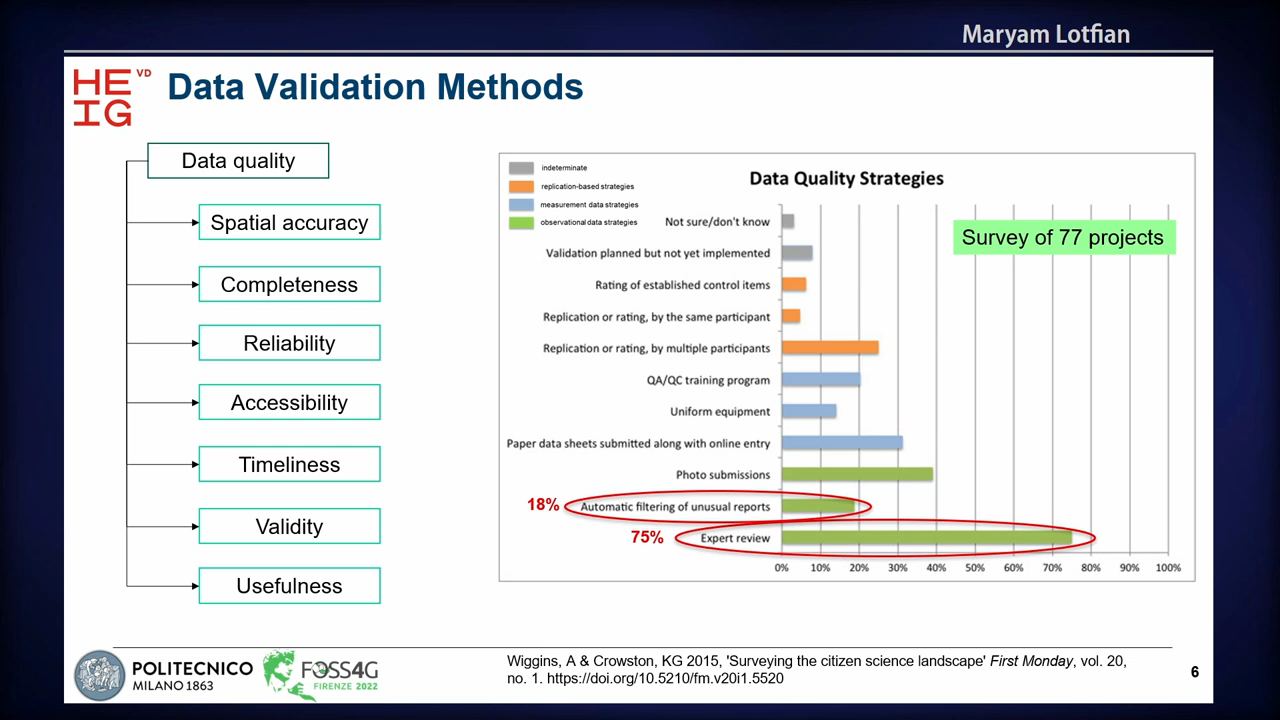 Maryam Lotfian
HE VD
IG
Data Validation Methods
Data quality
Spatial accuracy
Completeness
Reliability
Accessibility
Timeliness
Validity
Usefulness
indeterminate
replication-based strategies
measurement data strategies
observational data strategies
Data Quality Strategies
Survey of 77 projects
Not sure/don't know
Validation planned but not yet implemented
Rating of established control items
Replication or rating, by the same participant
Replication or rating, by multiple participants
QA/QC training program
Uniform equipment
Paper data sheets submitted along with online entry
Photo submissions
18% Automatic filtering of unusual reports
75% Expert review
0% 10% 20% 30% 40% 50% 60% 70% 80% 90% 100%
POLITECNICO
MILANO 1863
FOSS4G
FIRENZE 2022
Wiggins, A & Crowston, KG 2015, 'Surveying the citizen science landscape' First Monday, vol. 20,
no. 1. https://doi.org/10.5210/fm.v20i1.5520
6